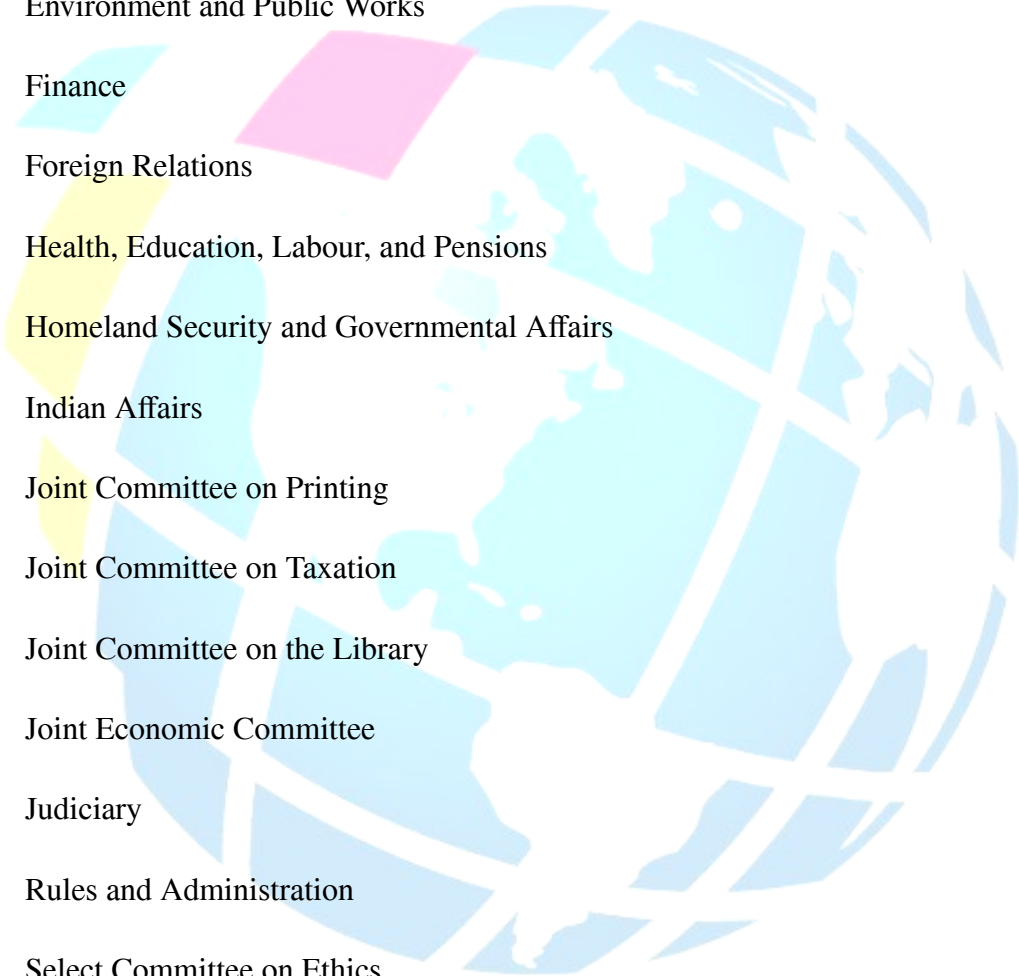 Environment and Public Works
Finance
Foreign Relations
Health, Education, Labour, and Pensions
Homeland Security and Governmental Affairs
Indian Affairs
Joint Committee on Printing
Joint Committee on Taxation
Joint Committee on the Library
Joint Economic Committee
Judiciary
Rules and Administration
Select Committee on Ethics